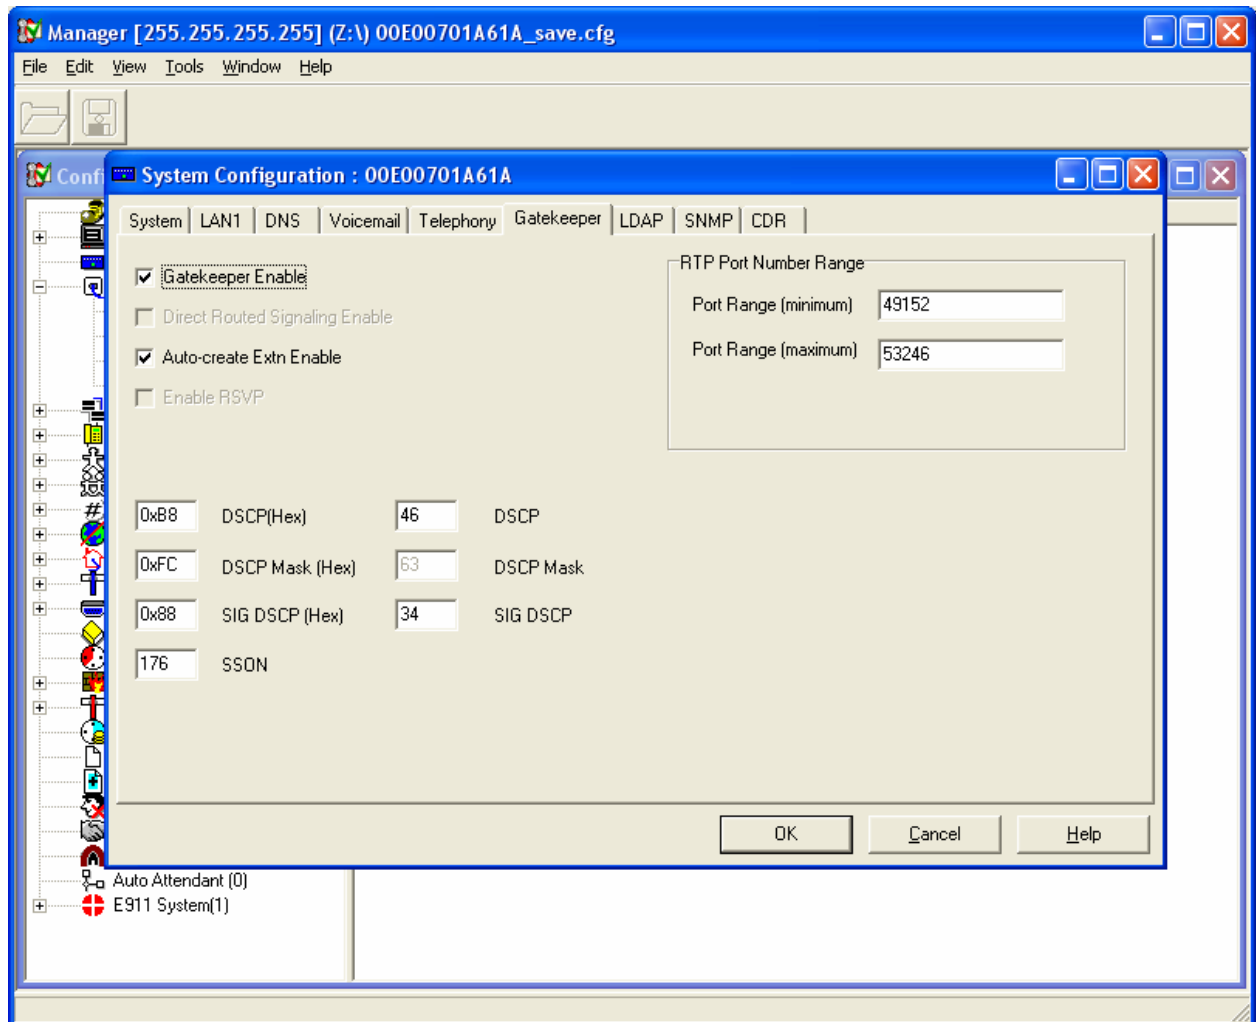 Manager [255.255.255.255] (Z:\) 00E00701A61A_save.cfg
File Edit View Tools Window Help
Confi
System Configuration : 00E00701A61A
System LAN1 DNS Voicemail Telephony Gatekeeper LDAP SNMP CDR
Gatekeeper Enable
Direct Routed Signaling Enable
Auto-create Extn Enable
Enable RSVP
RTP Port Number Range
Port Range (minimum) 49152
Port Range (maximum) 53246
0xB8 DSCP(Hex) 46 DSCP
0xFC DSCP Mask (Hex) 63 DSCP Mask
0x88 SIG DSCP (Hex) 34 SIG DSCP
176 SSON
OK Cancel Help
Auto Attendant (0)
E911 System(1)